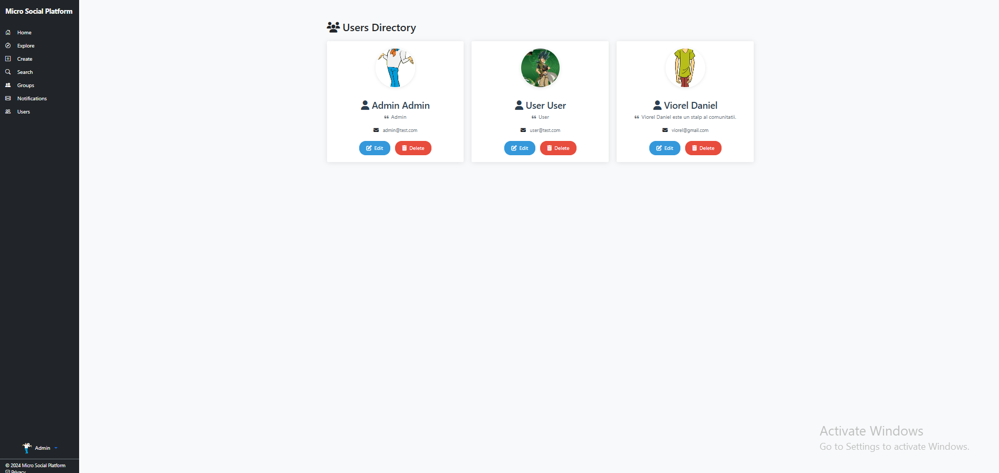 Micro Social Platform
Home
Explore
Create
Search
Groups
Notifications
Users
Users Directory
Admin Admin
Admin
admin@test.com
Edit Delete
User User
User
user@test.com
Edit Delete
Viorel Daniel
Viorel Daniel este un stalp al comunitatii.
viorel@gmail.com
Edit Delete
Admin
© 2024 Micro Social Platform
Privacy
Activate Windows
Go to Settings to activate Windows.